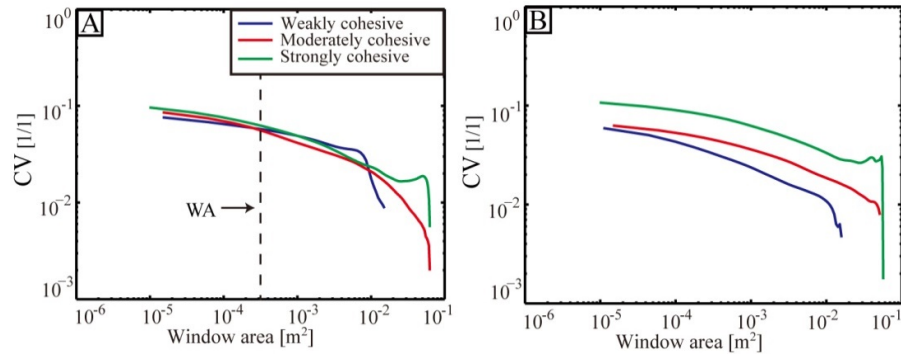 A
Weakly cohesive
Moderately cohesive
Strongly cohesive
WA
CV [1/1]
10^0
10^-1
10^-2
10^-3
10^-6
10^-5
10^-4
10^-3
10^-2
10^-1
Window area [m²]
B
CV [1/1]
10^0
10^-1
10^-2
10^-3
10^-6
10^-5
10^-4
10^-3
10^-2
10^-1
Window area [m²]